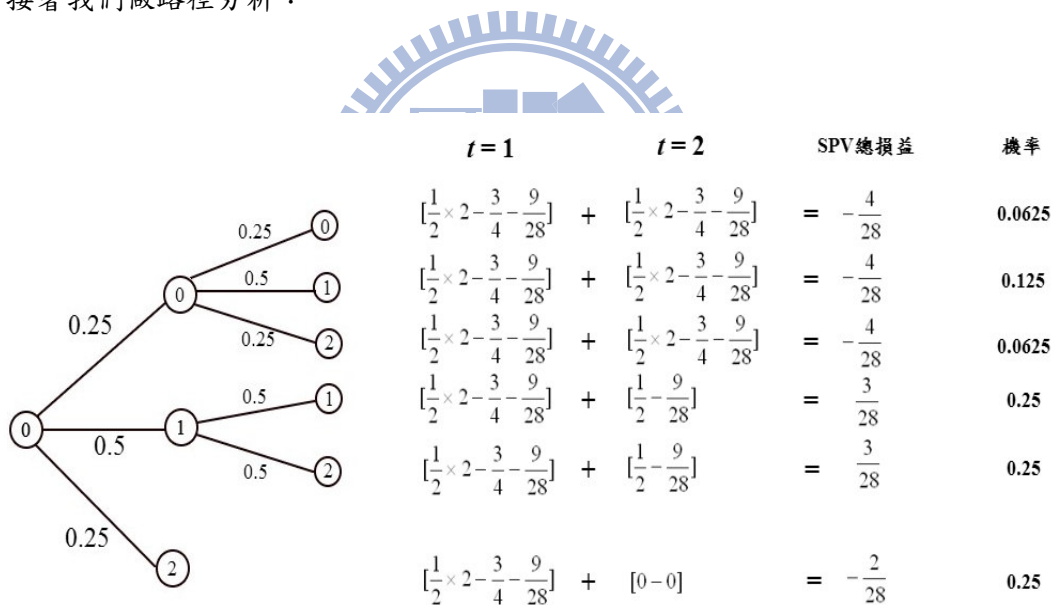 接著我們做路徑分析：
t = 1 t = 2 SPV總損益 機率
[1/2 × 2 − 3/4 − 9/28] + [1/2 × 2 − 3/4 − 9/28] = − 4/28 0.0625
[1/2 × 2 − 3/4 − 9/28] + [1/2 × 2 − 3/4 − 9/28] = − 4/28 0.125
[1/2 × 2 − 3/4 − 9/28] + [1/2 × 2 − 3/4 − 9/28] = − 4/28 0.0625
[1/2 × 2 − 3/4 − 9/28] + [1/2 − 9/28] = 3/28 0.25
[1/2 × 2 − 3/4 − 9/28] + [1/2 − 9/28] = 3/28 0.25
[1/2 × 2 − 3/4 − 9/28] + [0 − 0] = − 2/28 0.25
0.25 0
0.5 1
0
0.25 2
0.25
0.5 1
0 0.5 1
0.5 2
0.25
2